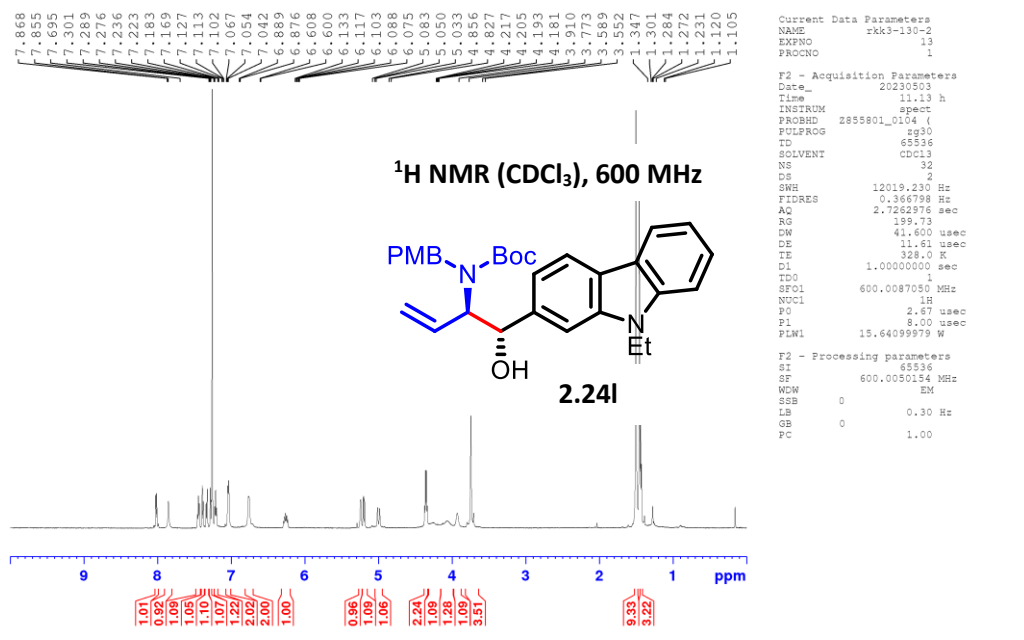 7.868 7.855 7.695 7.301 7.289 7.276 7.236 7.223 7.183 7.169 7.127 7.113 7.102 7.067 7.054 7.042 6.889 6.876 6.608 6.600 6.133 6.117 6.103 6.088 6.075 5.083 5.050 5.033 4.856 4.827 4.217 4.205 4.193 4.181 3.910 3.773 3.589 3.552 1.347 1.301 1.284 1.272 1.231 1.120 1.105
¹H NMR (CDCl₃), 600 MHz
PMB
N
Boc
N
Et
OH
2.24l
9 8 7 6 5 4 3 2 1 ppm
1.01 0.92 1.09 1.05 1.10 1.07 1.22 2.02 2.00 1.00 0.96 1.09 1.06 2.24 1.09 1.28 1.09 3.51 9.33 3.22
Current Data Parameters
NAME rkk3-130-2
EXPNO 13
PROCNO 1
F2 - Acquisition Parameters
Date_ 20230503
Time 11.13 h
INSTRUM spect
PROBHD Z855801_0104 (
PULPROG zg30
TD 65536
SOLVENT CDCl3
NS 32
DS 2
SWH 12019.230 Hz
FIDRES 0.366798 Hz
AQ 2.7262976 sec
RG 199.73
DW 41.600 usec
DE 11.61 usec
TE 328.0 K
D1 1.00000000 sec
TD0 1
SFO1 600.0087050 MHz
NUC1 1H
P0 2.67 usec
P1 8.00 usec
PLW1 15.64099979 W
F2 - Processing parameters
SI 65536
SF 600.0050154 MHz
WDW EM
SSB 0
LB 0.30 Hz
GB 0
PC 1.00